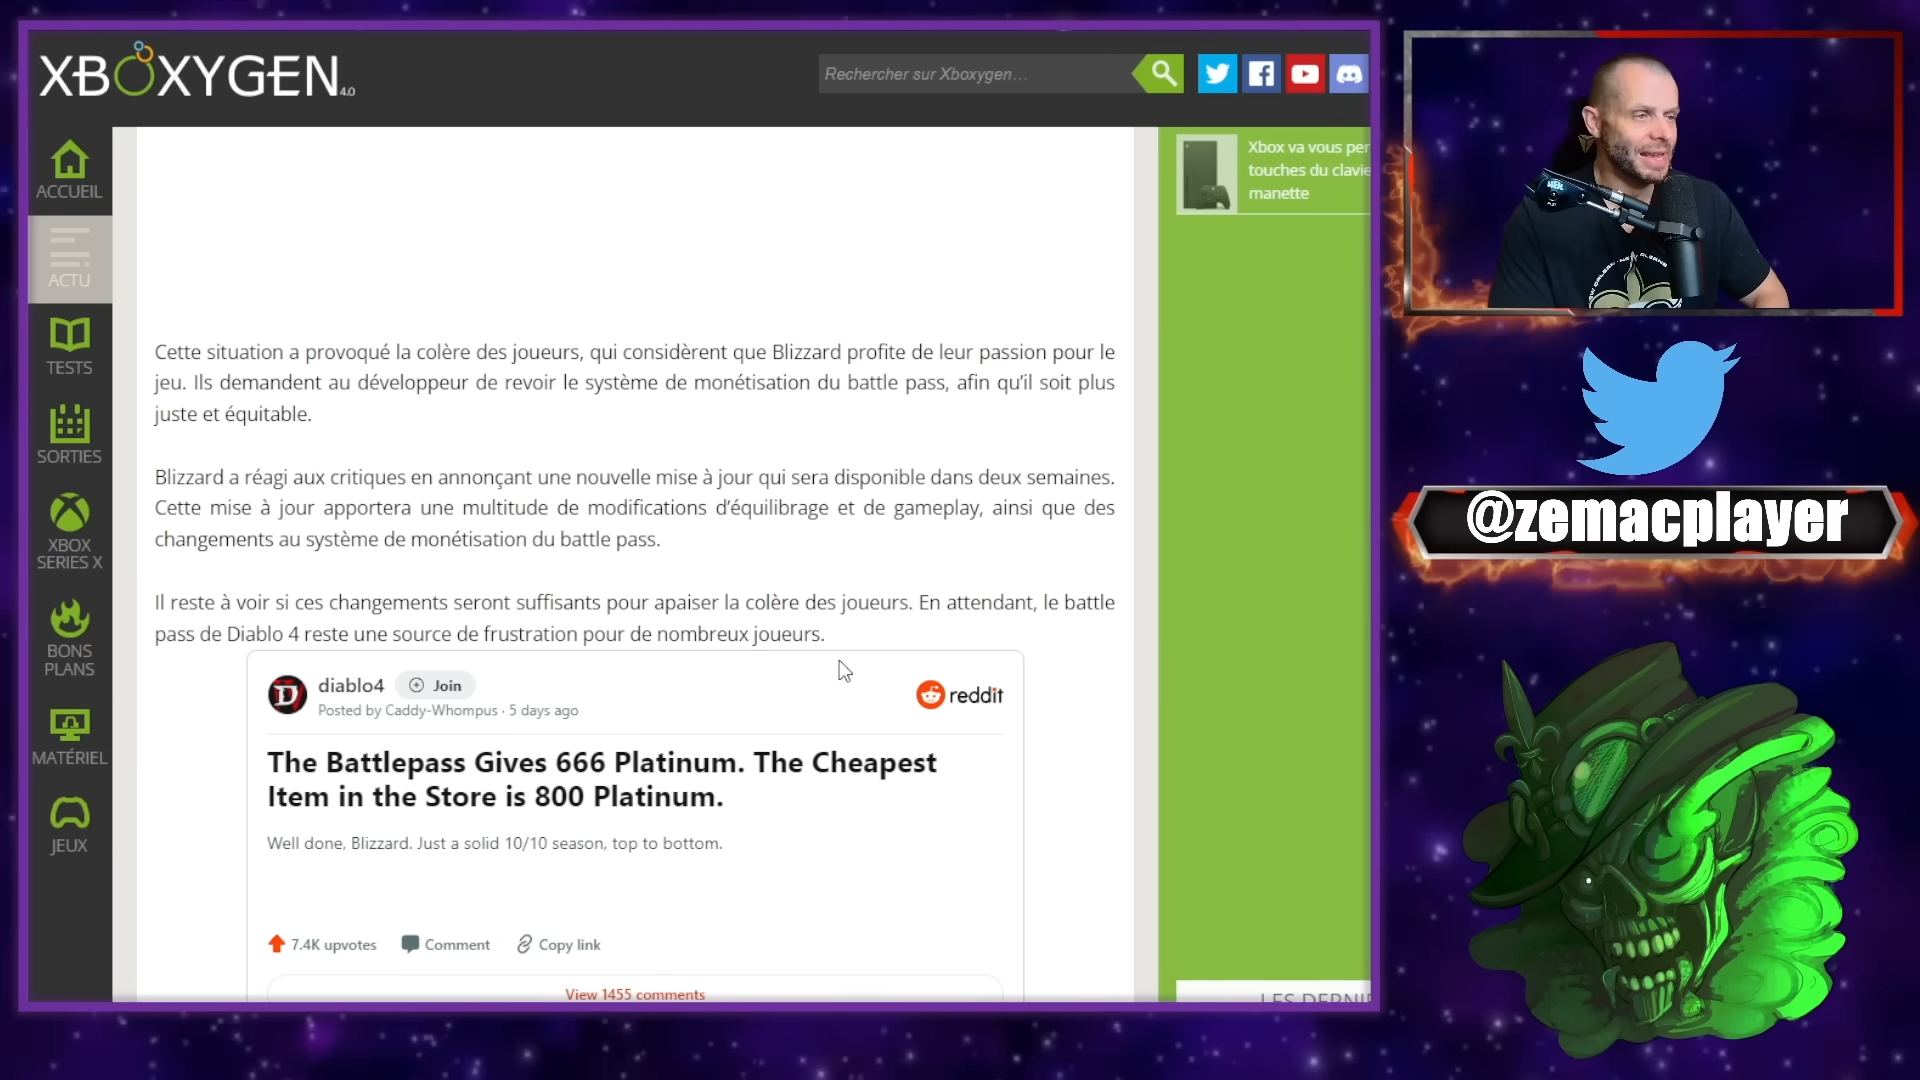 XBOXYGEN 4.0
Rechercher sur Xboxygen...
ACCUEIL
ACTU
TESTS
SORTIES
XBOX
SERIES X
BONS
PLANS
MATÉRIEL
JEUX
Cette situation a provoqué la colère des joueurs, qui considèrent que Blizzard profite de leur passion pour le
jeu. Ils demandent au développeur de revoir le système de monétisation du battle pass, afin qu'il soit plus
juste et équitable.
Blizzard a réagi aux critiques en annonçant une nouvelle mise à jour qui sera disponible dans deux semaines.
Cette mise à jour apportera une multitude de modifications d'équilibrage et de gameplay, ainsi que des
changements au système de monétisation du battle pass.
Il reste à voir si ces changements seront suffisants pour apaiser la colère des joueurs. En attendant, le battle
pass de Diablo 4 reste une source de frustration pour de nombreux joueurs.
diablo4 Join
reddit
Posted by Caddy-Whompus · 5 days ago
The Battlepass Gives 666 Platinum. The Cheapest
Item in the Store is 800 Platinum.
Well done, Blizzard. Just a solid 10/10 season, top to bottom.
7.4K upvotes Comment Copy link
View 1455 comments
Xbox va vous per
touches du clavie
manette
LES DERNIE
@zemacplayer